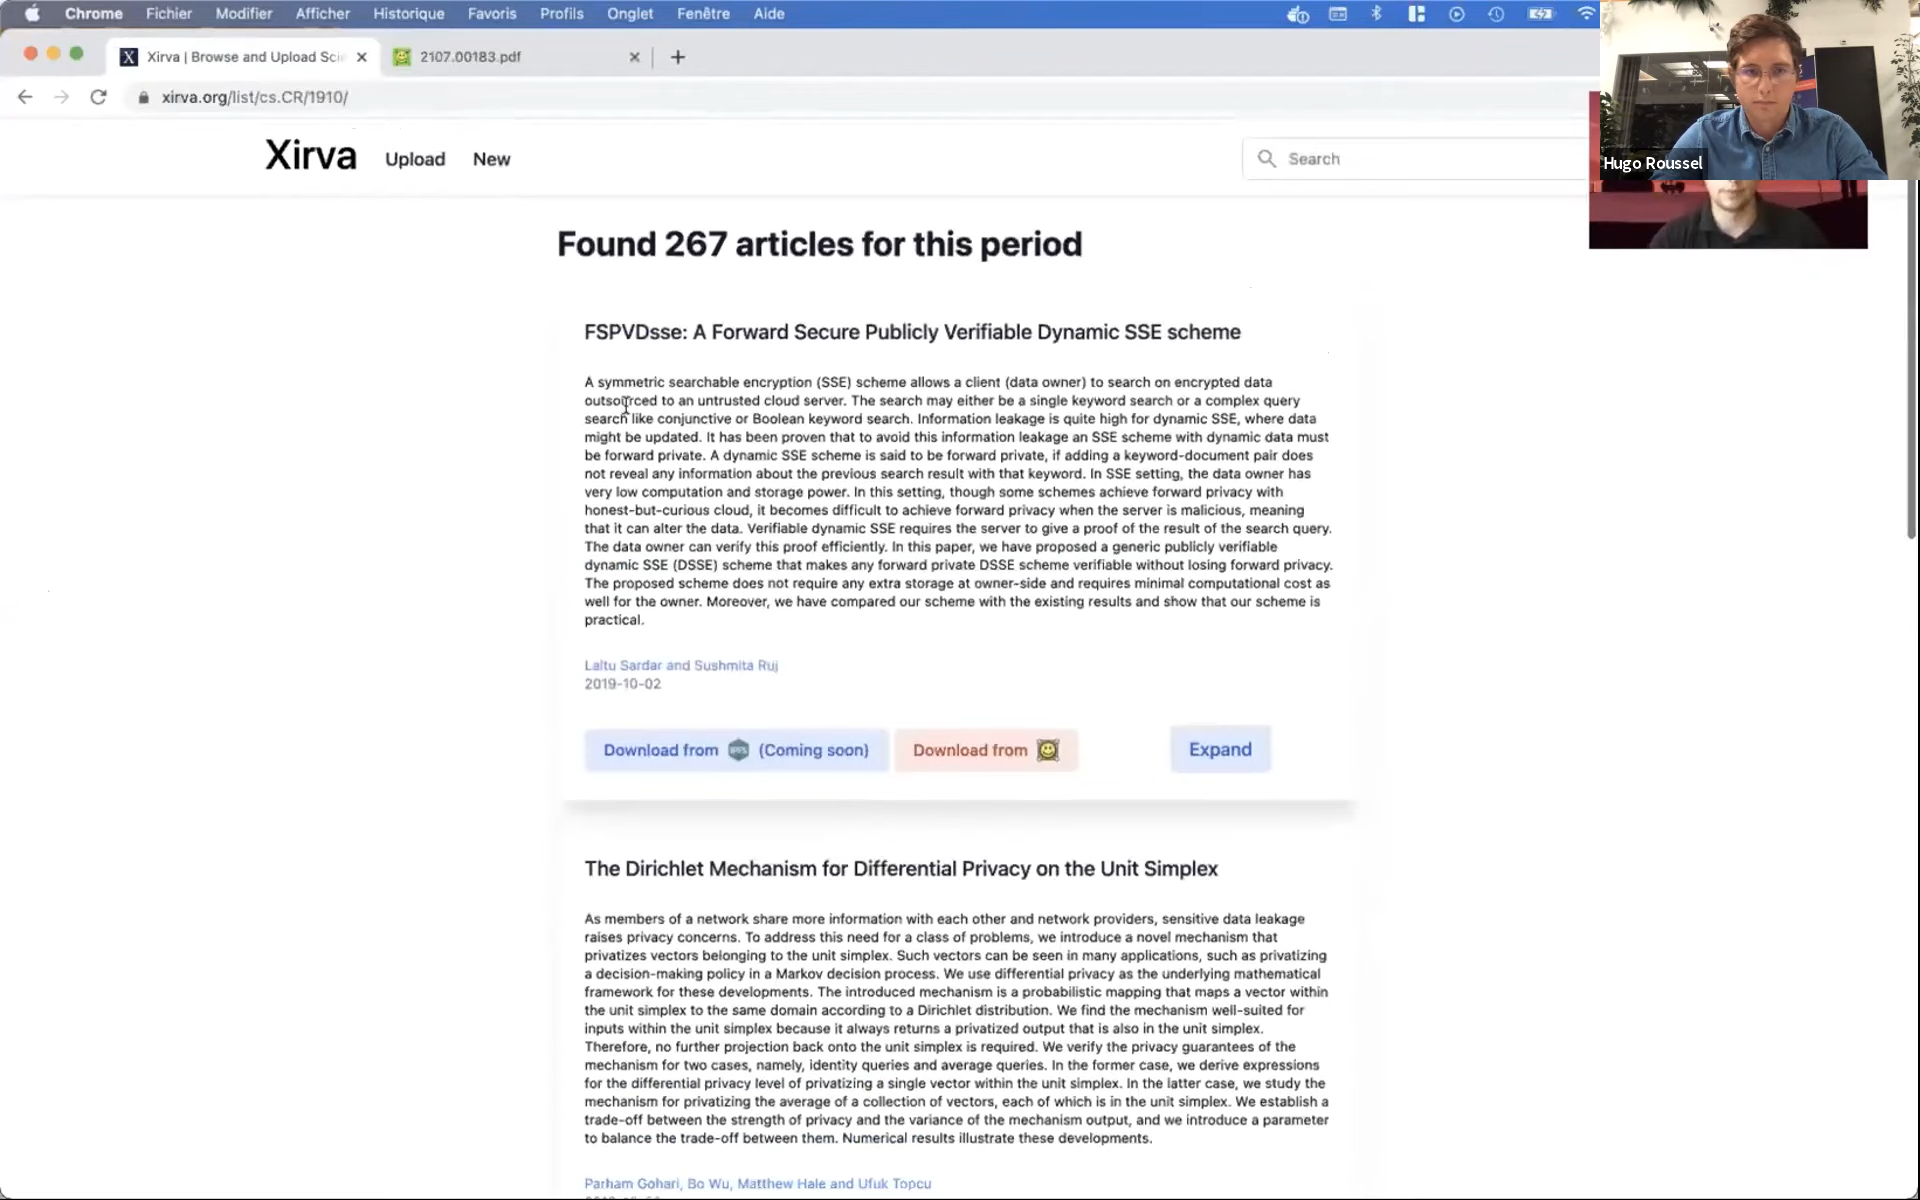 Chrome Fichier Modifier Afficher Historique Favoris Profils Onglet Fenêtre Aide
Xirva | Browse and Upload Scie
2107.00183.pdf
xirva.org/list/cs.CR/1910/
Hugo Roussel
Xirva Upload New
Search
Found 267 articles for this period
FSPVDsse: A Forward Secure Publicly Verifiable Dynamic SSE scheme
A symmetric searchable encryption (SSE) scheme allows a client (data owner) to search on encrypted data
outsourced to an untrusted cloud server. The search may either be a single keyword search or a complex query
search like conjunctive or Boolean keyword search. Information leakage is quite high for dynamic SSE, where data
might be updated. It has been proven that to avoid this information leakage an SSE scheme with dynamic data must
be forward private. A dynamic SSE scheme is said to be forward private, if adding a keyword-document pair does
not reveal any information about the previous search result with that keyword. In SSE setting, the data owner has
very low computation and storage power. In this setting, though some schemes achieve forward privacy with
honest-but-curious cloud, it becomes difficult to achieve forward privacy when the server is malicious, meaning
that it can alter the data. Verifiable dynamic SSE requires the server to give a proof of the result of the search query.
The data owner can verify this proof efficiently. In this paper, we have proposed a generic publicly verifiable
dynamic SSE (DSSE) scheme that makes any forward private DSSE scheme verifiable without losing forward privacy.
The proposed scheme does not require any extra storage at owner-side and requires minimal computational cost as
well for the owner. Moreover, we have compared our scheme with the existing results and show that our scheme is
practical.
Laltu Sardar and Sushmita Ruj
2019-10-02
Download from IPFS (Coming soon) Download from Expand
The Dirichlet Mechanism for Differential Privacy on the Unit Simplex
As members of a network share more information with each other and network providers, sensitive data leakage
raises privacy concerns. To address this need for a class of problems, we introduce a novel mechanism that
privatizes vectors belonging to the unit simplex. Such vectors can be seen in many applications, such as privatizing
a decision-making policy in a Markov decision process. We use differential privacy as the underlying mathematical
framework for these developments. The introduced mechanism is a probabilistic mapping that maps a vector within
the unit simplex to the same domain according to a Dirichlet distribution. We find the mechanism well-suited for
inputs within the unit simplex because it always returns a privatized output that is also in the unit simplex.
Therefore, no further projection back onto the unit simplex is required. We verify the privacy guarantees of the
mechanism for two cases, namely, identity queries and average queries. In the former case, we derive expressions
for the differential privacy level of privatizing a single vector within the unit simplex. In the latter case, we study the
mechanism for privatizing the average of a collection of vectors, each of which is in the unit simplex. We establish a
trade-off between the strength of privacy and the variance of the mechanism output, and we introduce a parameter
to balance the trade-off between them. Numerical results illustrate these developments.
Parham Gohari, Bo Wu, Matthew Hale and Ufuk Topcu